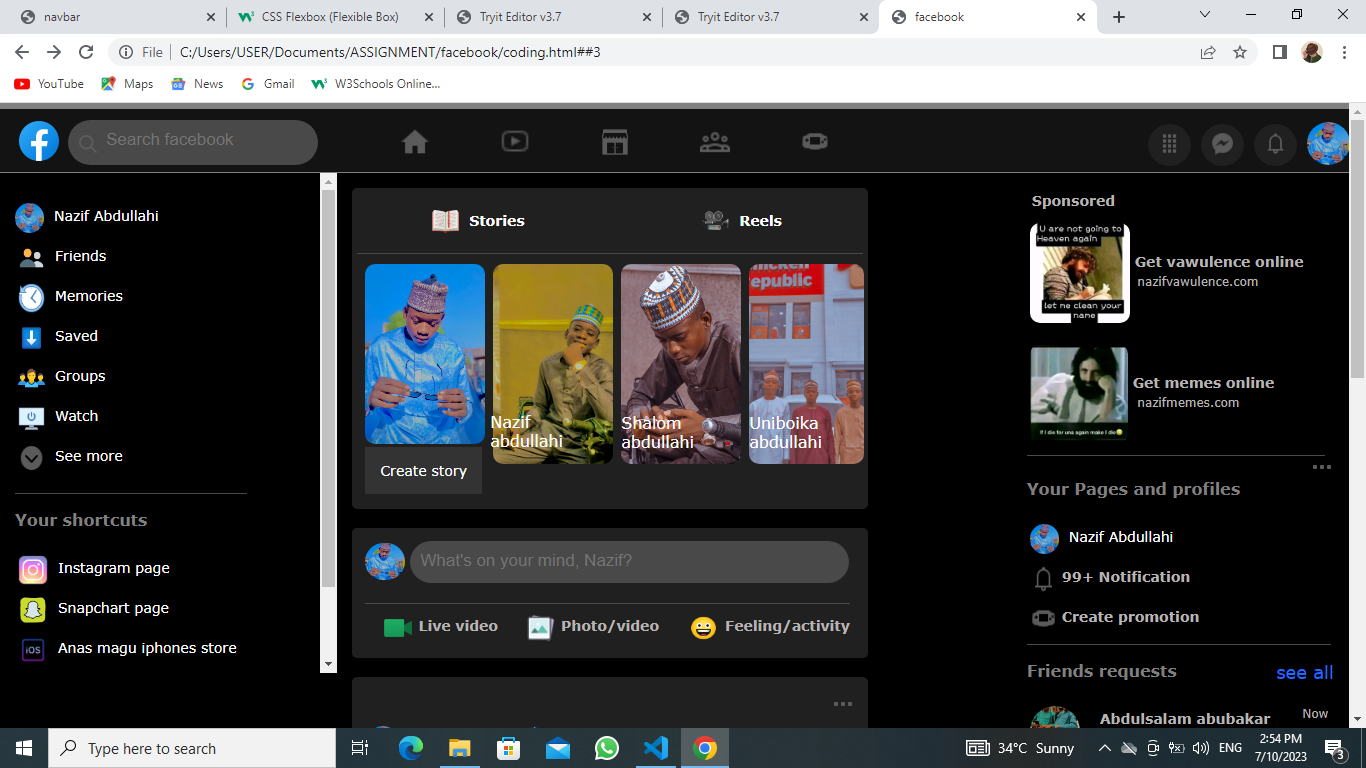 navbar
CSS Flexbox (Flexible Box)
Tryit Editor v3.7
Tryit Editor v3.7
facebook
File
C:/Users/USER/Documents/ASSIGNMENT/facebook/coding.html##3
YouTube
Maps
News
Gmail
W3Schools Online...
Search facebook
Nazif Abdullahi
Friends
Memories
Saved
Groups
Watch
See more
Your shortcuts
Instagram page
Snapchart page
iOS
Anas magu iphones store
Stories
Reels
Nazif
abdullahi
Shalom
abdullahi
Chicken
Republic
Uniboika
abdullahi
Create story
What's on your mind, Nazif?
Live video
Photo/video
Feeling/activity
Sponsored
U are not going to
Heaven again
let me clean your
name
Get vawulence online
nazifvawulence.com
If I die for una again make I die
Get memes online
nazifmemes.com
Your Pages and profiles
Nazif Abdullahi
99+ Notification
Create promotion
Friends requests
see all
Abdulsalam abubakar
Now
Type here to search
34°C Sunny
ENG
2:54 PM
7/10/2023
3